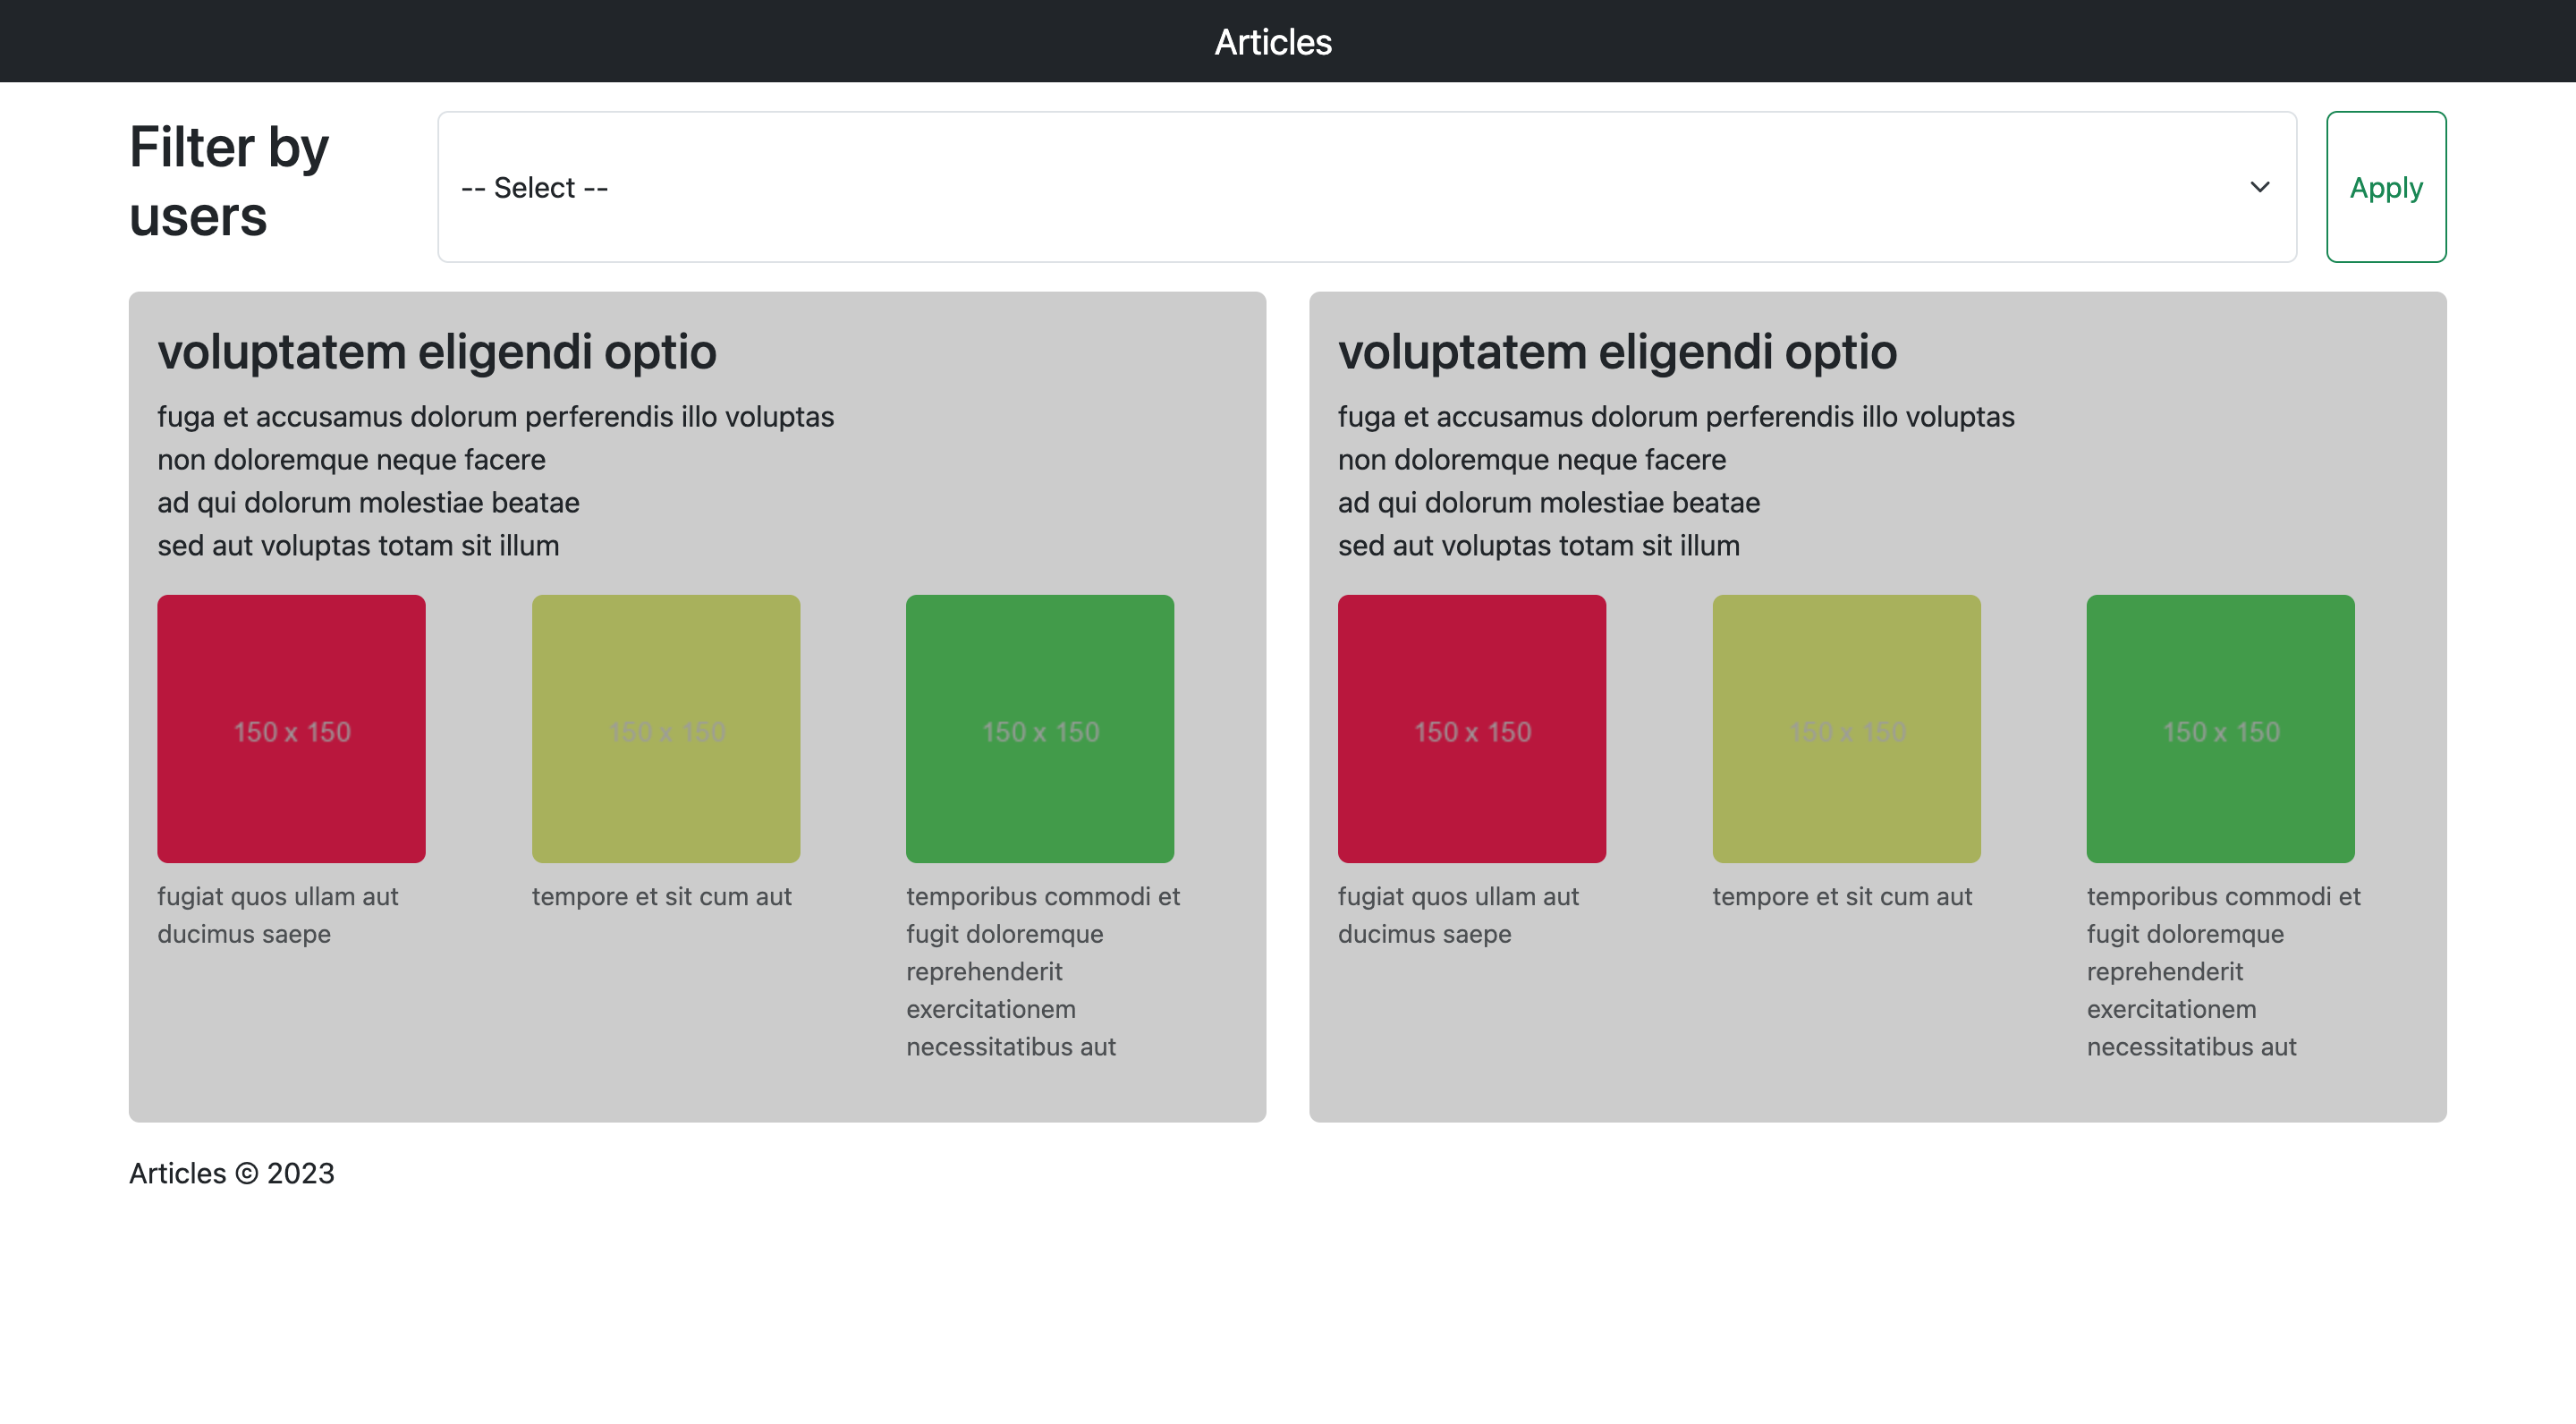 Articles
Filter by
users
-- Select --
Apply
voluptatem eligendi optio
fuga et accusamus dolorum perferendis illo voluptas
non doloremque neque facere
ad qui dolorum molestiae beatae
sed aut voluptas totam sit illum
150 x 150
150 x 150
150 x 150
fugiat quos ullam aut
ducimus saepe
tempore et sit cum aut
temporibus commodi et
fugit doloremque
reprehenderit
exercitationem
necessitatibus aut
voluptatem eligendi optio
fuga et accusamus dolorum perferendis illo voluptas
non doloremque neque facere
ad qui dolorum molestiae beatae
sed aut voluptas totam sit illum
150 x 150
150 x 150
150 x 150
fugiat quos ullam aut
ducimus saepe
tempore et sit cum aut
temporibus commodi et
fugit doloremque
reprehenderit
exercitationem
necessitatibus aut
Articles © 2023